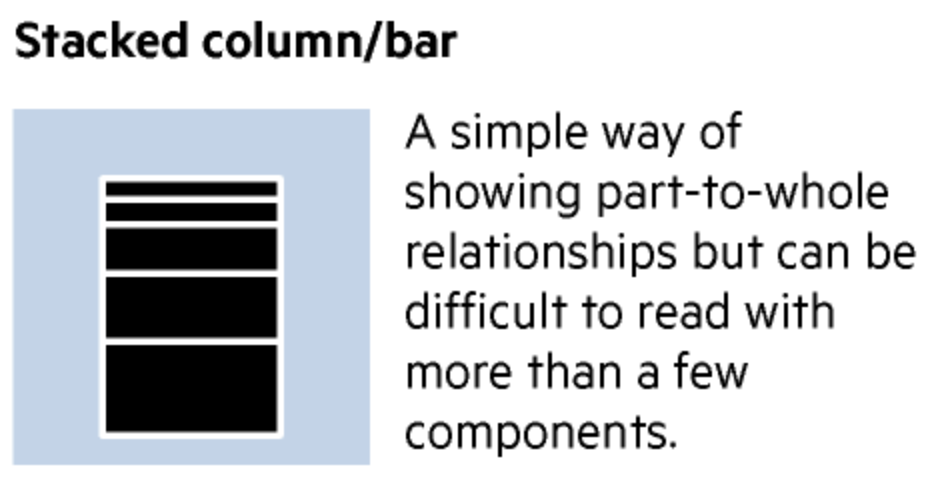 Stacked column/bar
A simple way of
showing part-to-whole
relationships but can be
difficult to read with
more than a few
components.